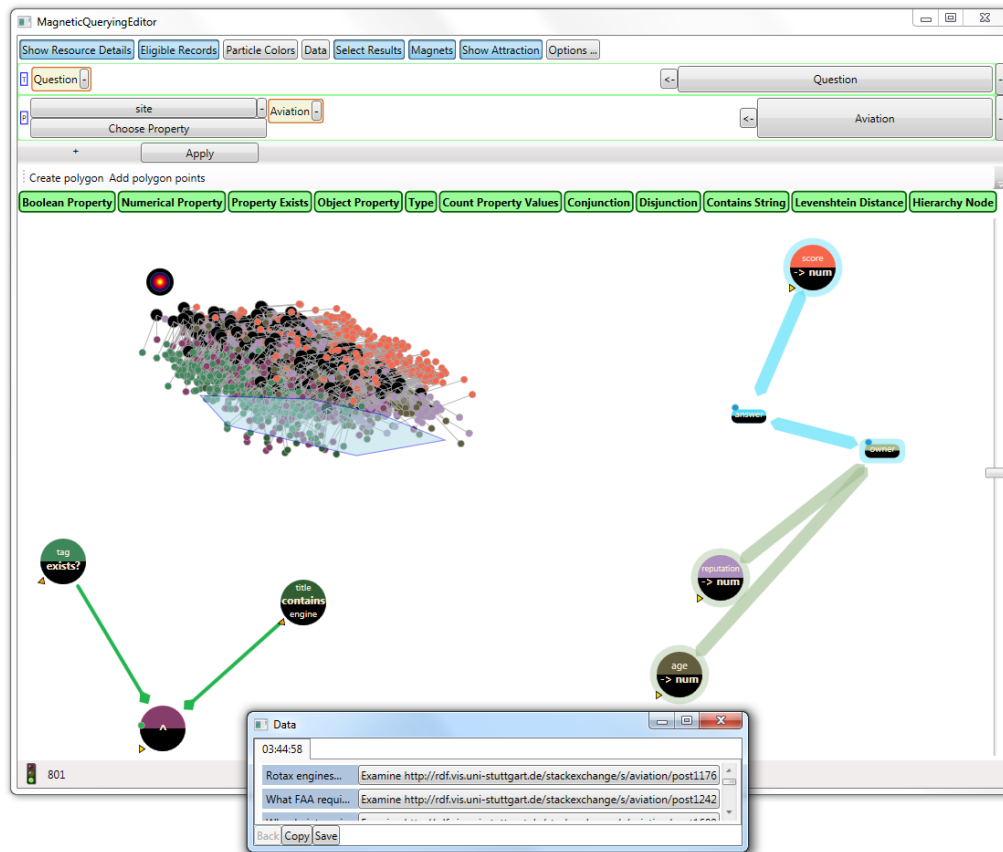 MagneticQueryingEditor
Show Resource Details Eligible Records Particle Colors Data Select Results Magnets Show Attraction Options ...
T Question - <- Question -
site - Aviation - <- Aviation -
P
Choose Property
+ Apply
Create polygon Add polygon points
Boolean Property Numerical Property Property Exists Object Property Type Count Property Values Conjunction Disjunction Contains String Levenshtein Distance Hierarchy Node
score
-> num
answer
owner
tag
exists?
reputation
-> num
title
contains
engine
age
-> num
^
Data
03:44:58
801
Rotax engines... Examine http://rdf.vis.uni-stuttgart.de/stackexchange/s/aviation/post1176
What FAA requi... Examine http://rdf.vis.uni-stuttgart.de/stackexchange/s/aviation/post1242
Back Copy Save